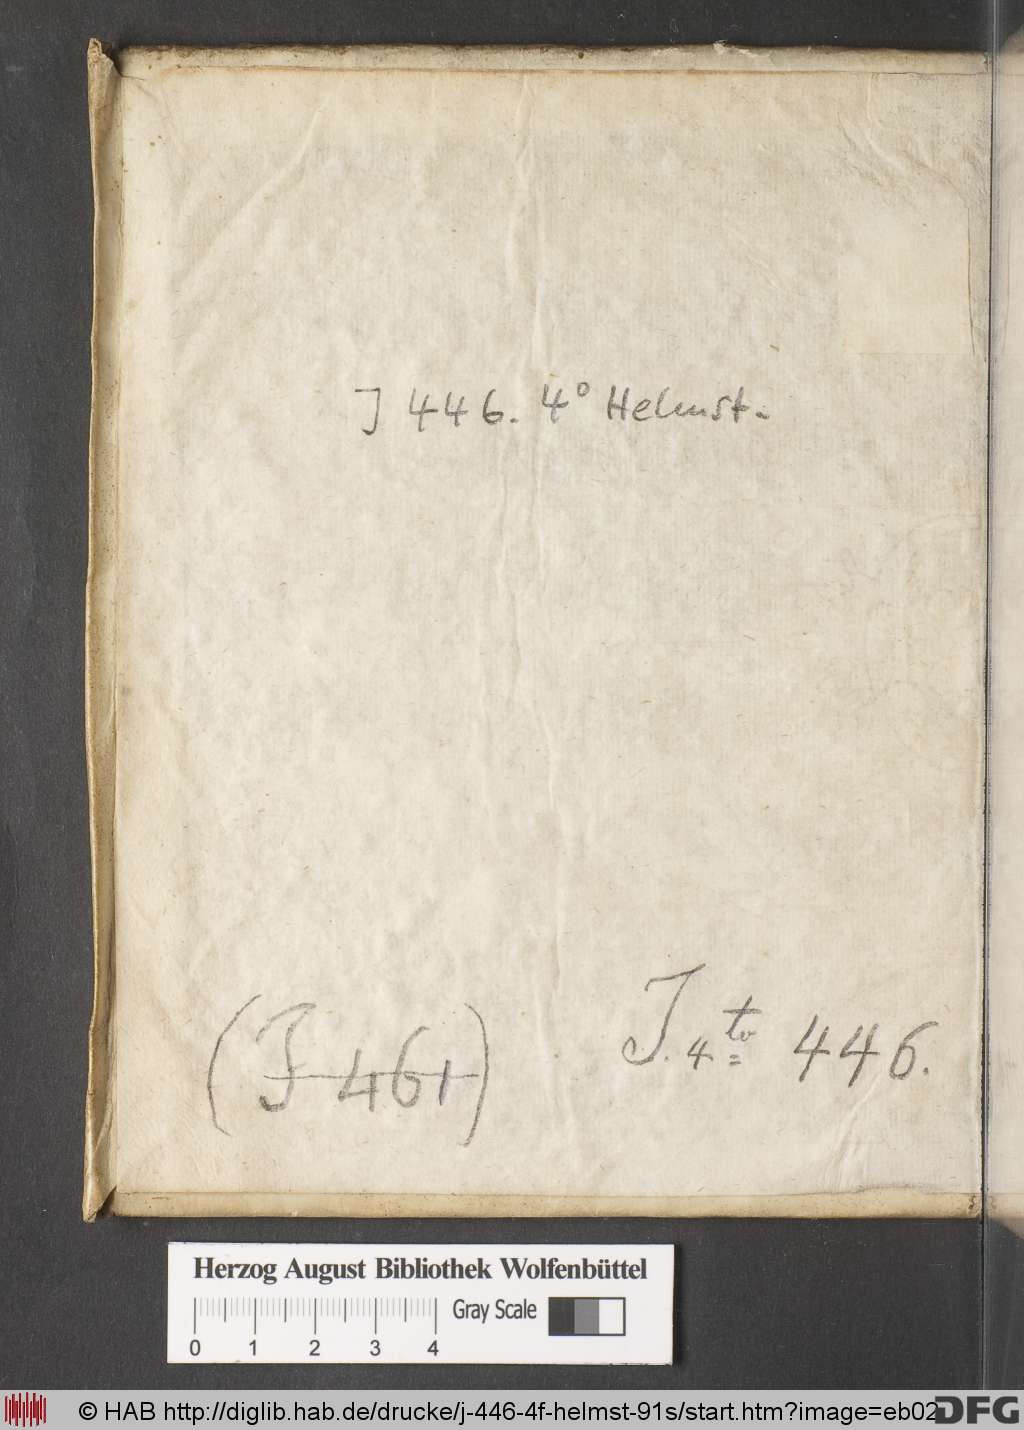 J 446. 4° Helmst.
(J 461)
J. 4to 446.
Herzog August Bibliothek Wolfenbüttel
Gray Scale
0 1 2 3 4
© HAB http://diglib.hab.de/drucke/j-446-4f-helmst-91s/start.htm?image=eb02
DFG